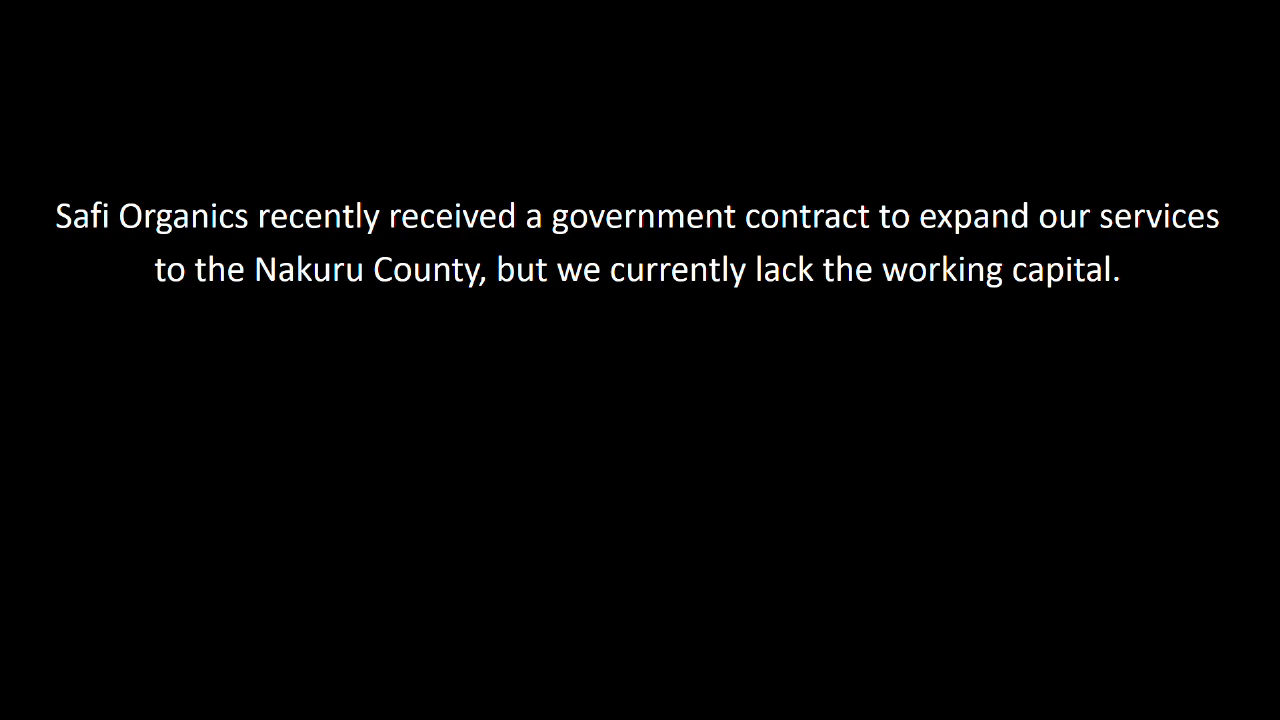 Safi Organics recently received a government contract to expand our services
to the Nakuru County, but we currently lack the working capital.